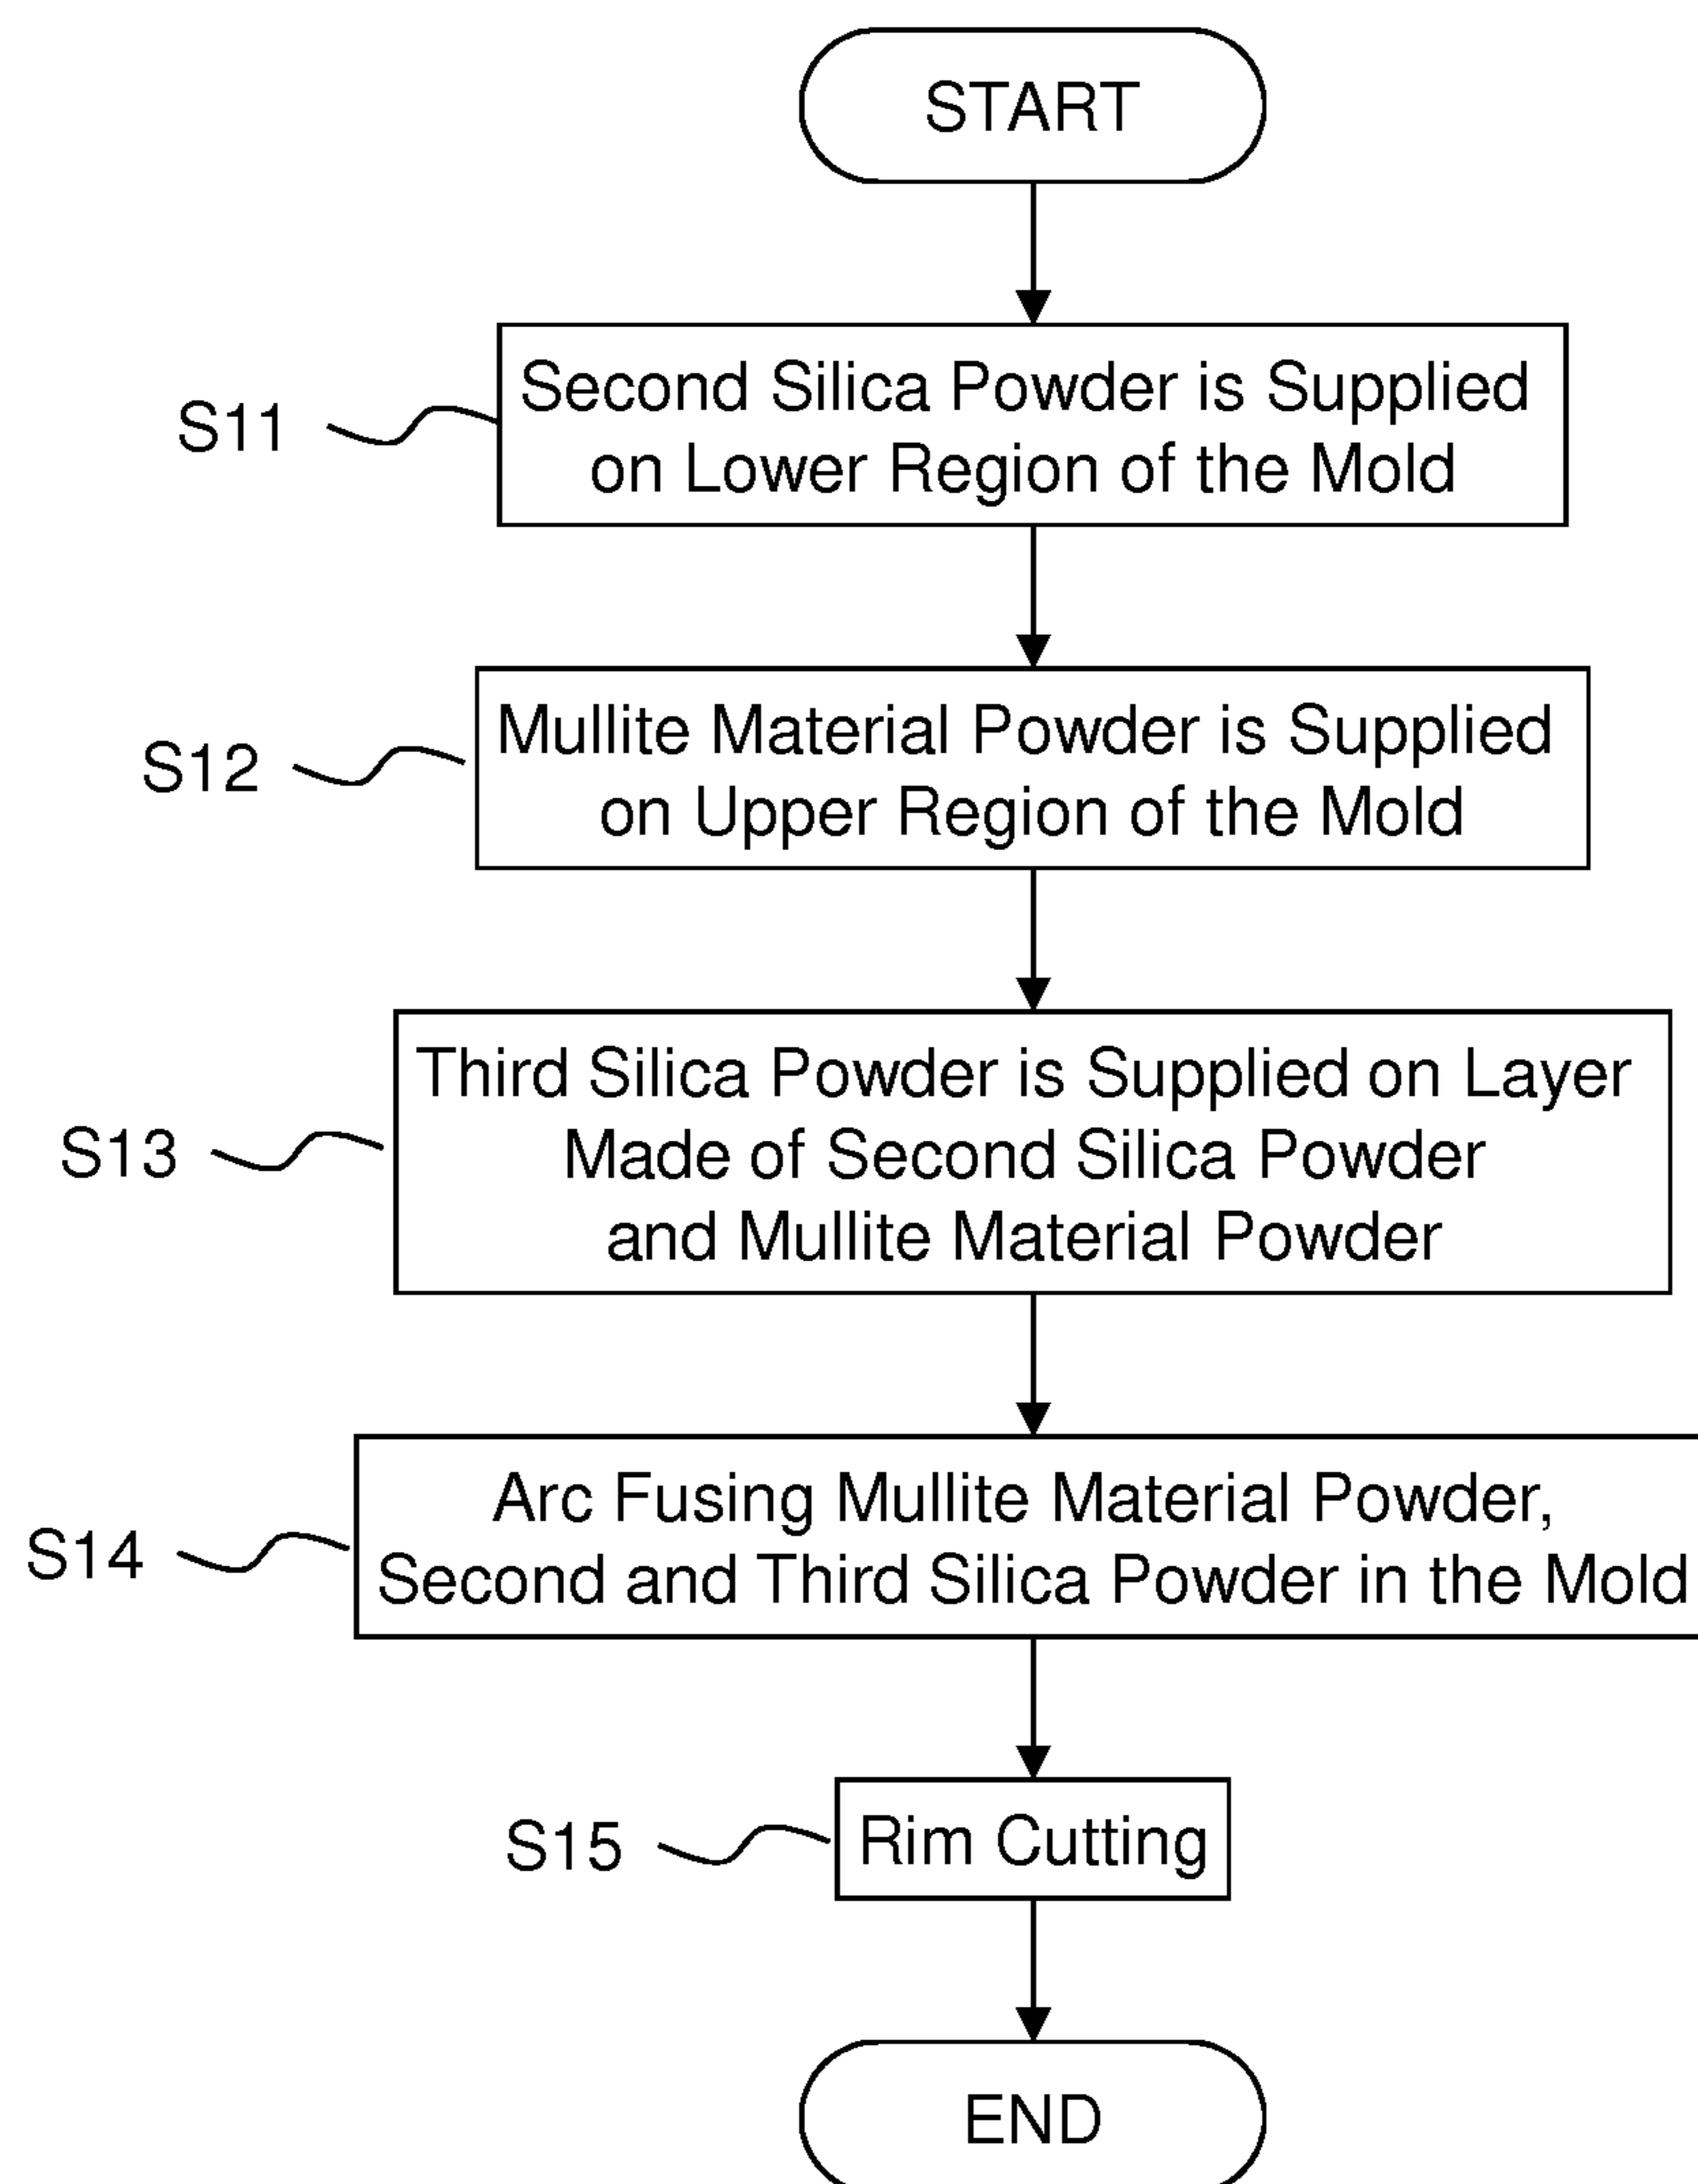 START
S11
Second Silica Powder is Supplied
on Lower Region of the Mold
S12
Mullite Material Powder is Supplied
on Upper Region of the Mold
S13
Third Silica Powder is Supplied on Layer
Made of Second Silica Powder
and Mullite Material Powder
S14
Arc Fusing Mullite Material Powder,
Second and Third Silica Powder in the Mold
S15
Rim Cutting
END